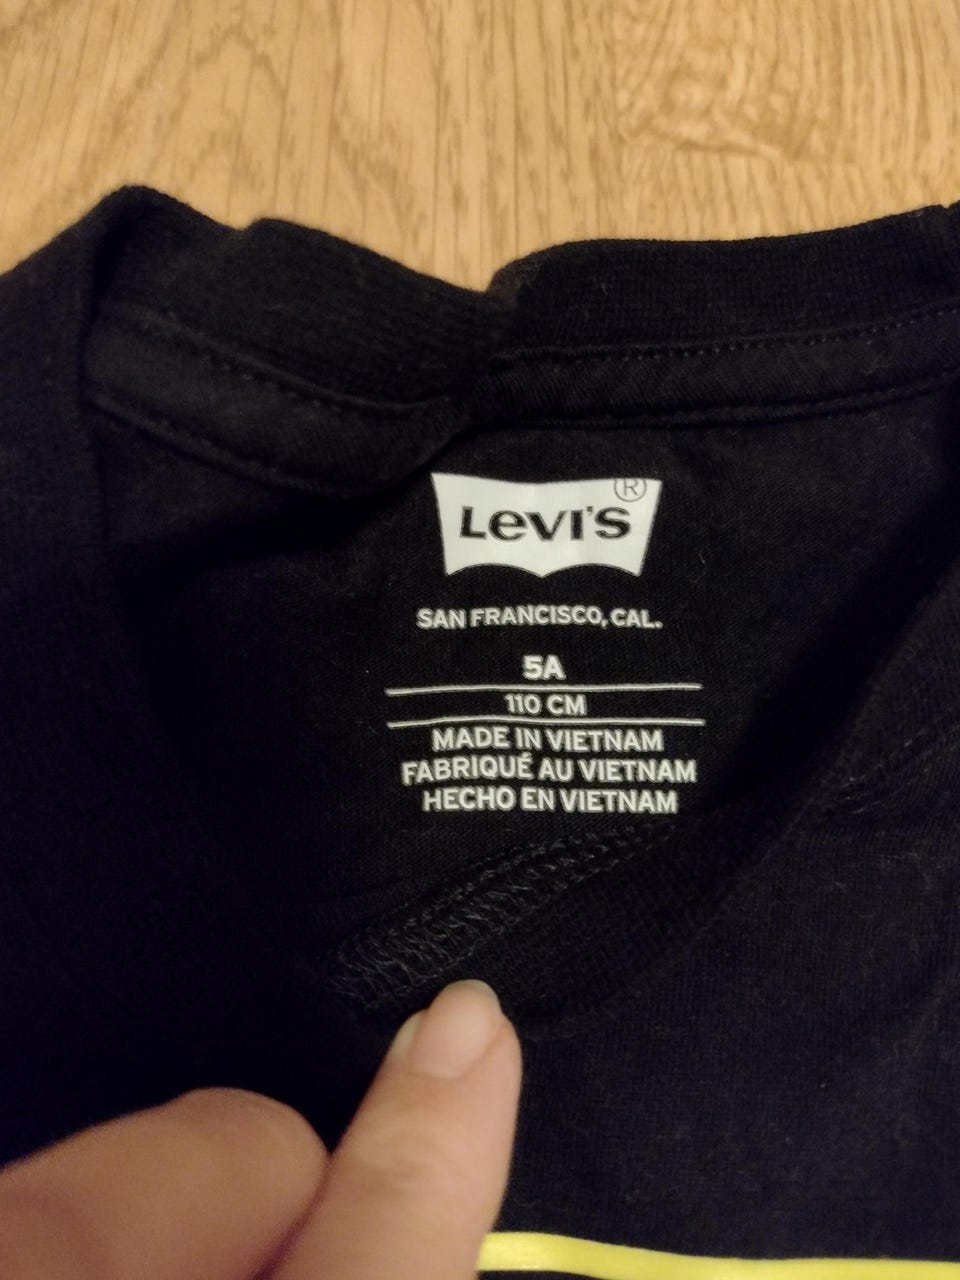 LEVI'S ®
SAN FRANCISCO, CAL.
5A
110 CM
MADE IN VIETNAM
FABRIQUÉ AU VIETNAM
HECHO EN VIETNAM